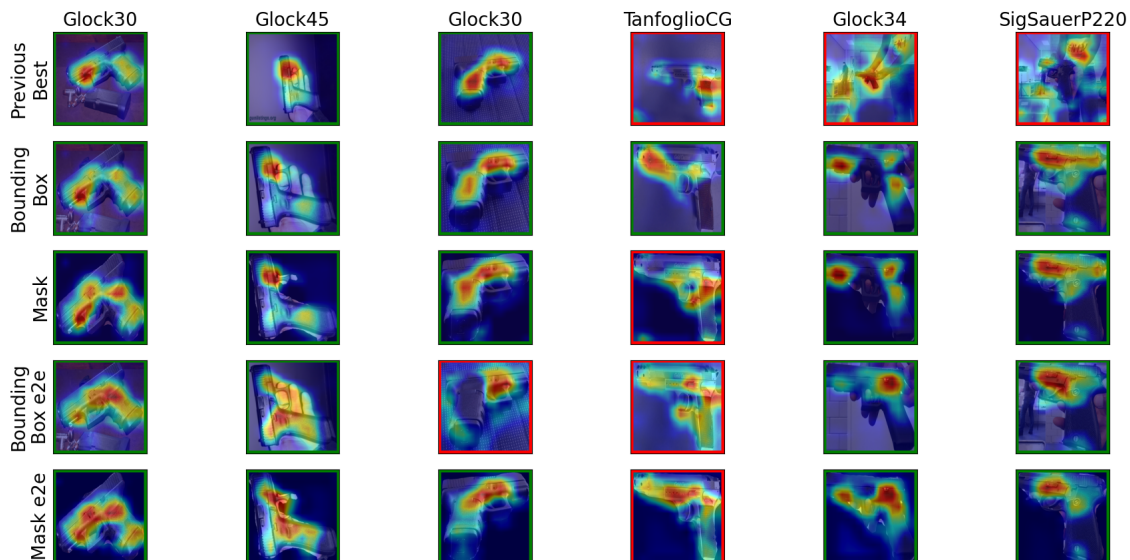 Glock30 Glock45 Glock30 TanfoglioCG Glock34 SigSauerP220
Previous
Best
Bounding
Box
Mask
Bounding
Box e2e
Mask e2e